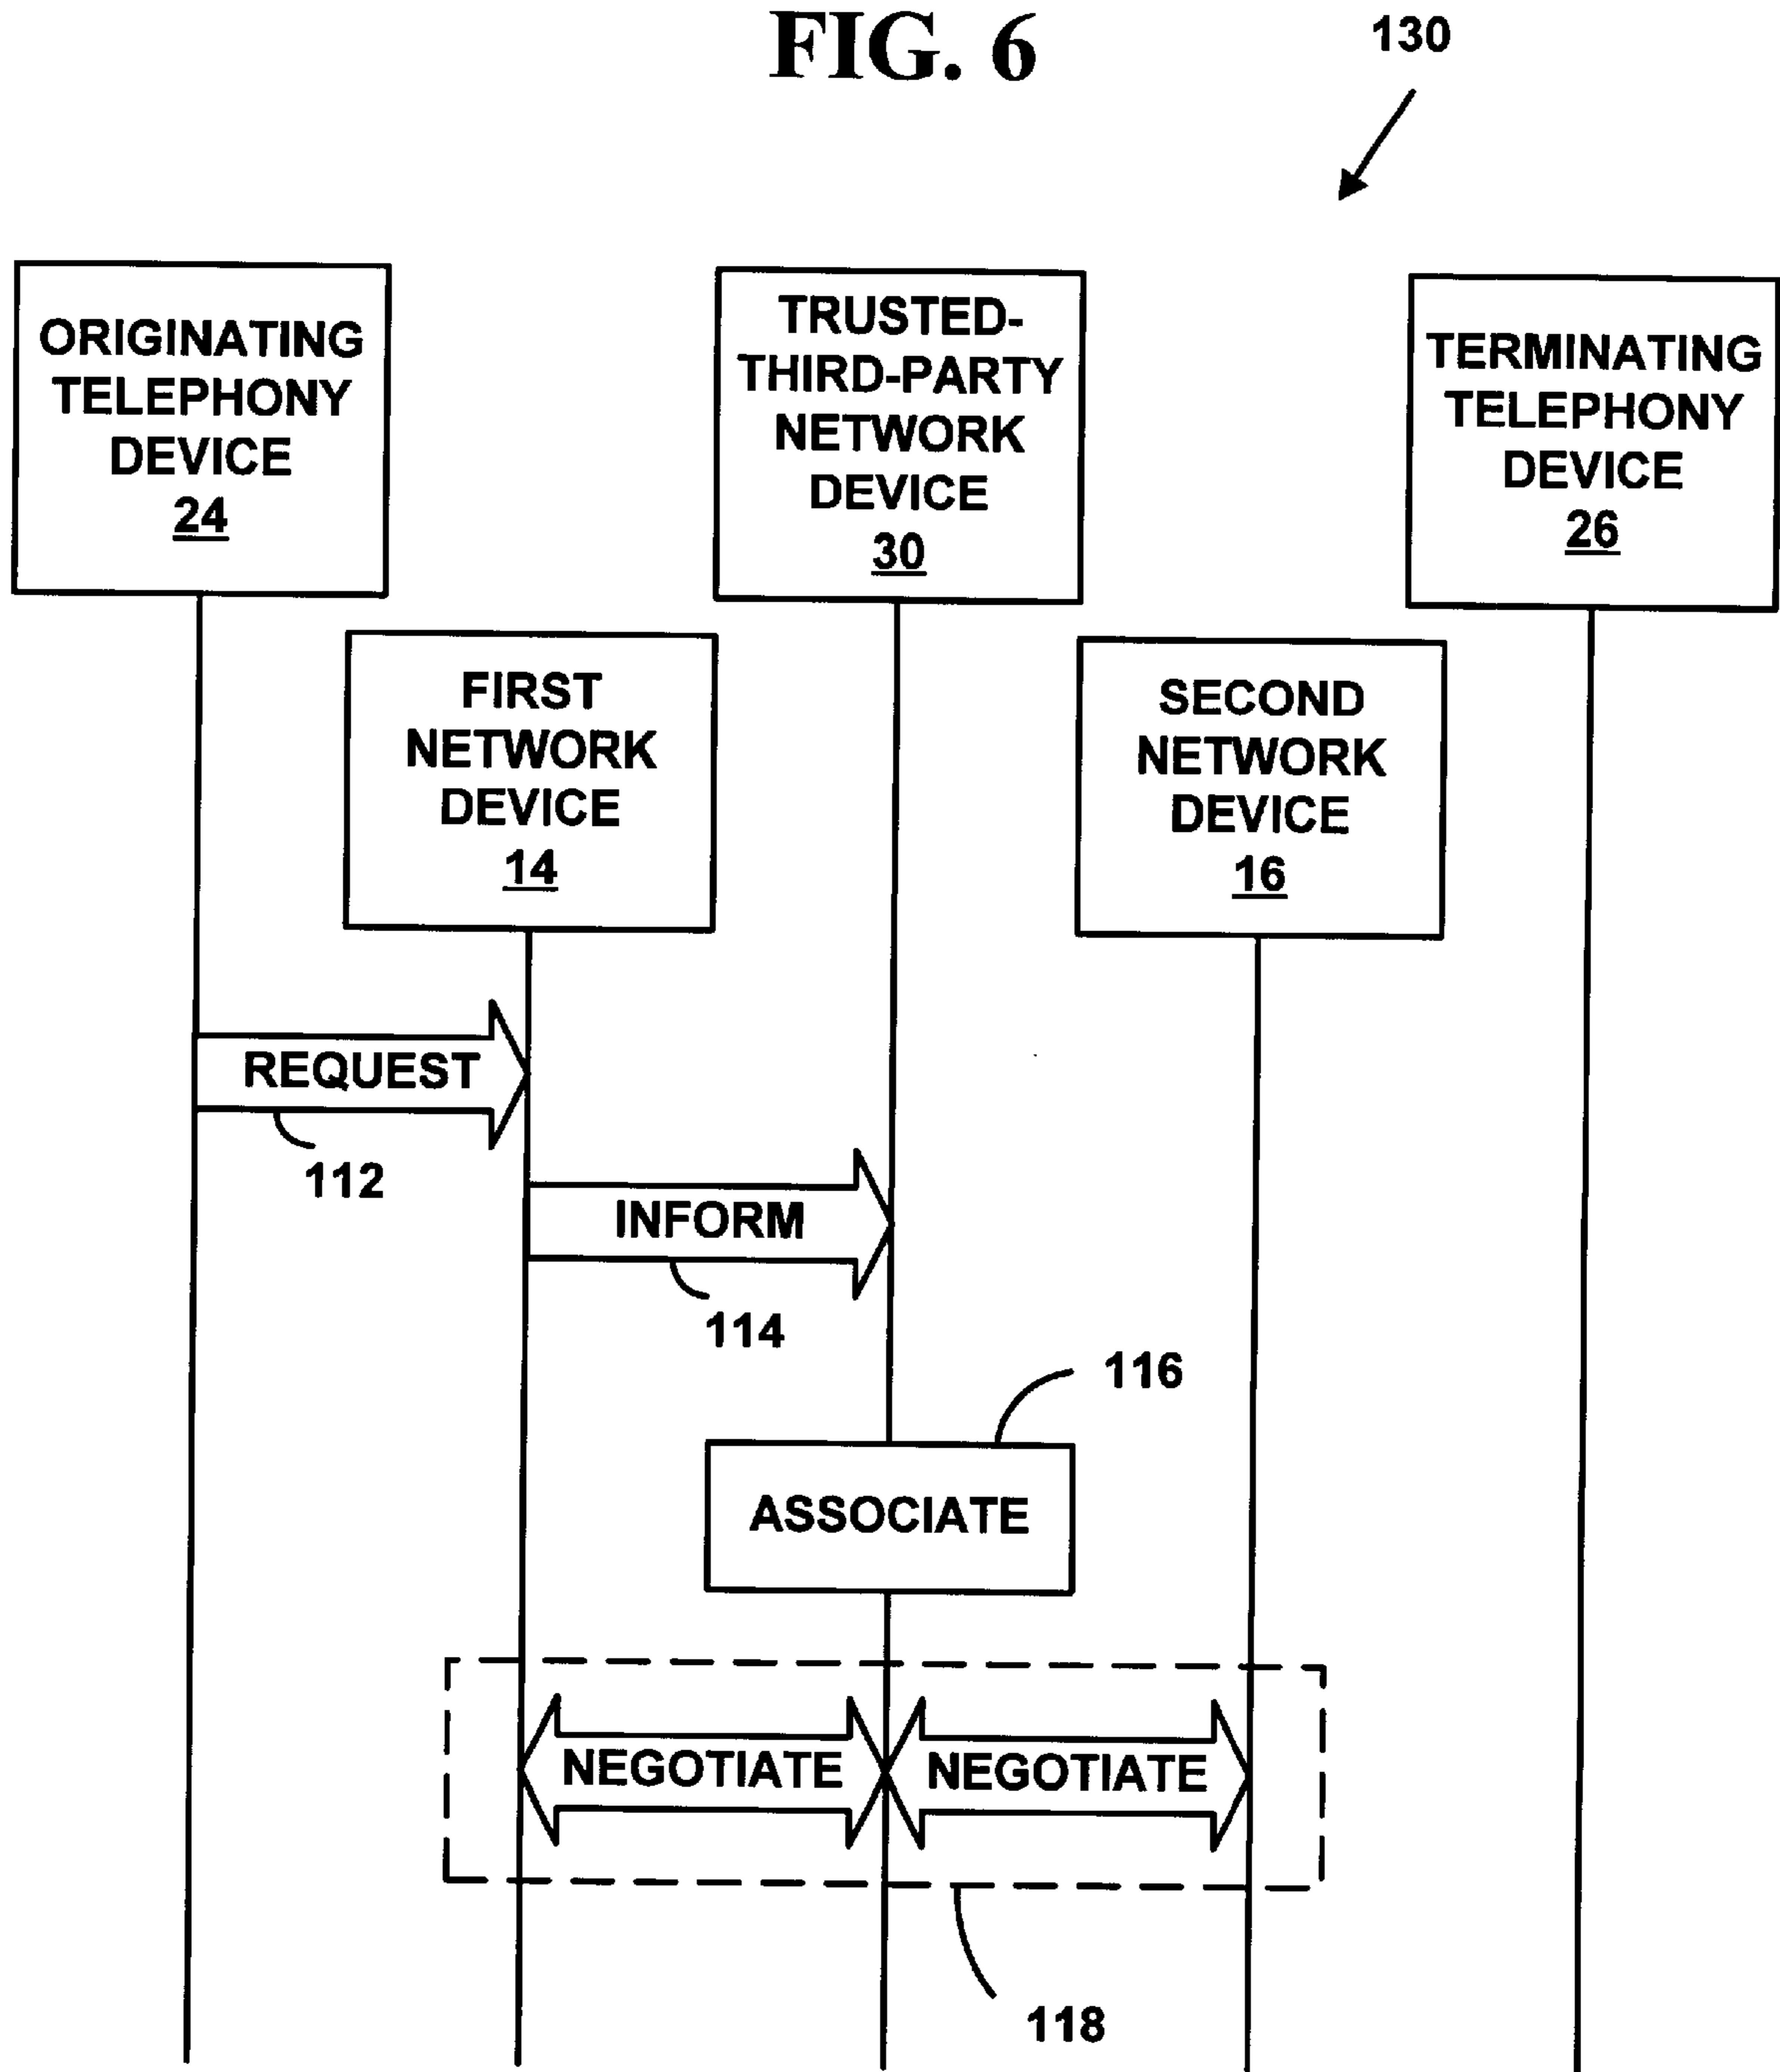 FIG. 6
130
ORIGINATING
TELEPHONY
DEVICE
24
TRUSTED-
THIRD-PARTY
NETWORK
DEVICE
30
TERMINATING
TELEPHONY
DEVICE
26
FIRST
NETWORK
DEVICE
14
SECOND
NETWORK
DEVICE
16
REQUEST
112
INFORM
114
116
ASSOCIATE
NEGOTIATE
NEGOTIATE
118